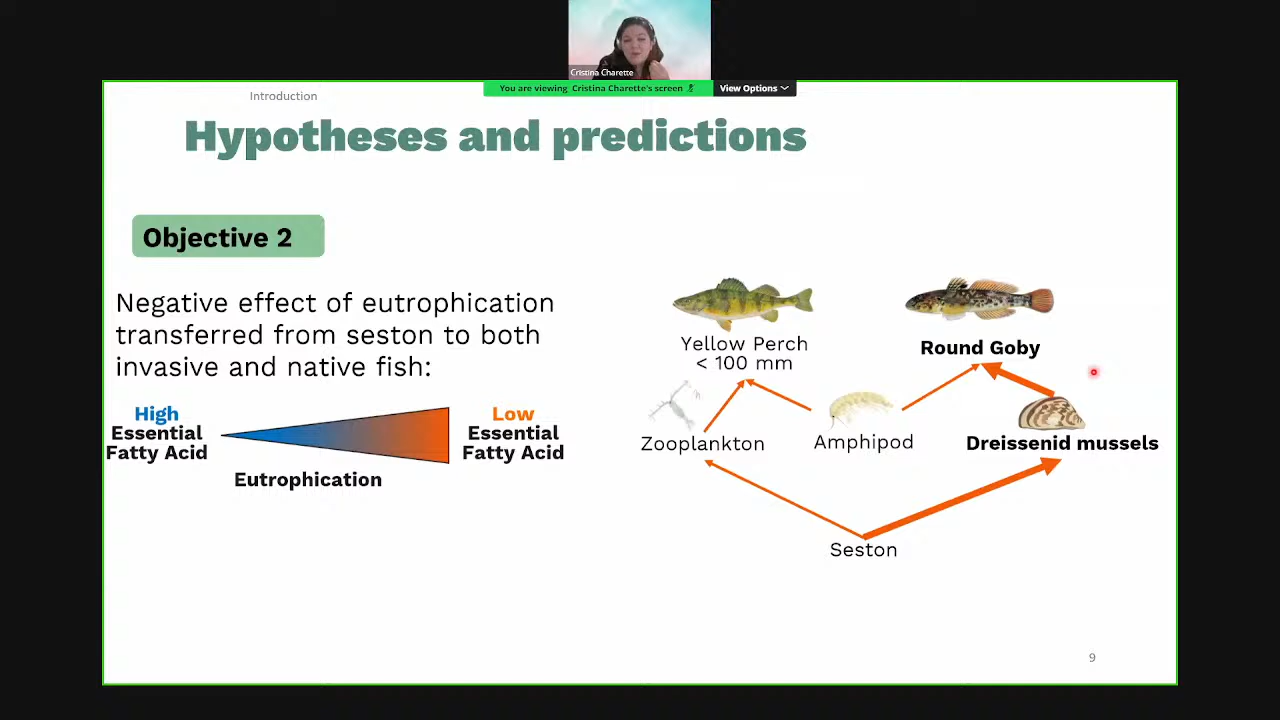 Cristina Charette
You are viewing Cristina Charette's screen
View Options
Introduction
Hypotheses and predictions
Objective 2
Negative effect of eutrophication
transferred from seston to both
invasive and native fish:
High
Essential
Fatty Acid
Low
Essential
Fatty Acid
Eutrophication
Yellow Perch
< 100 mm
Round Goby
Zooplankton
Amphipod
Dreissenid mussels
Seston
9